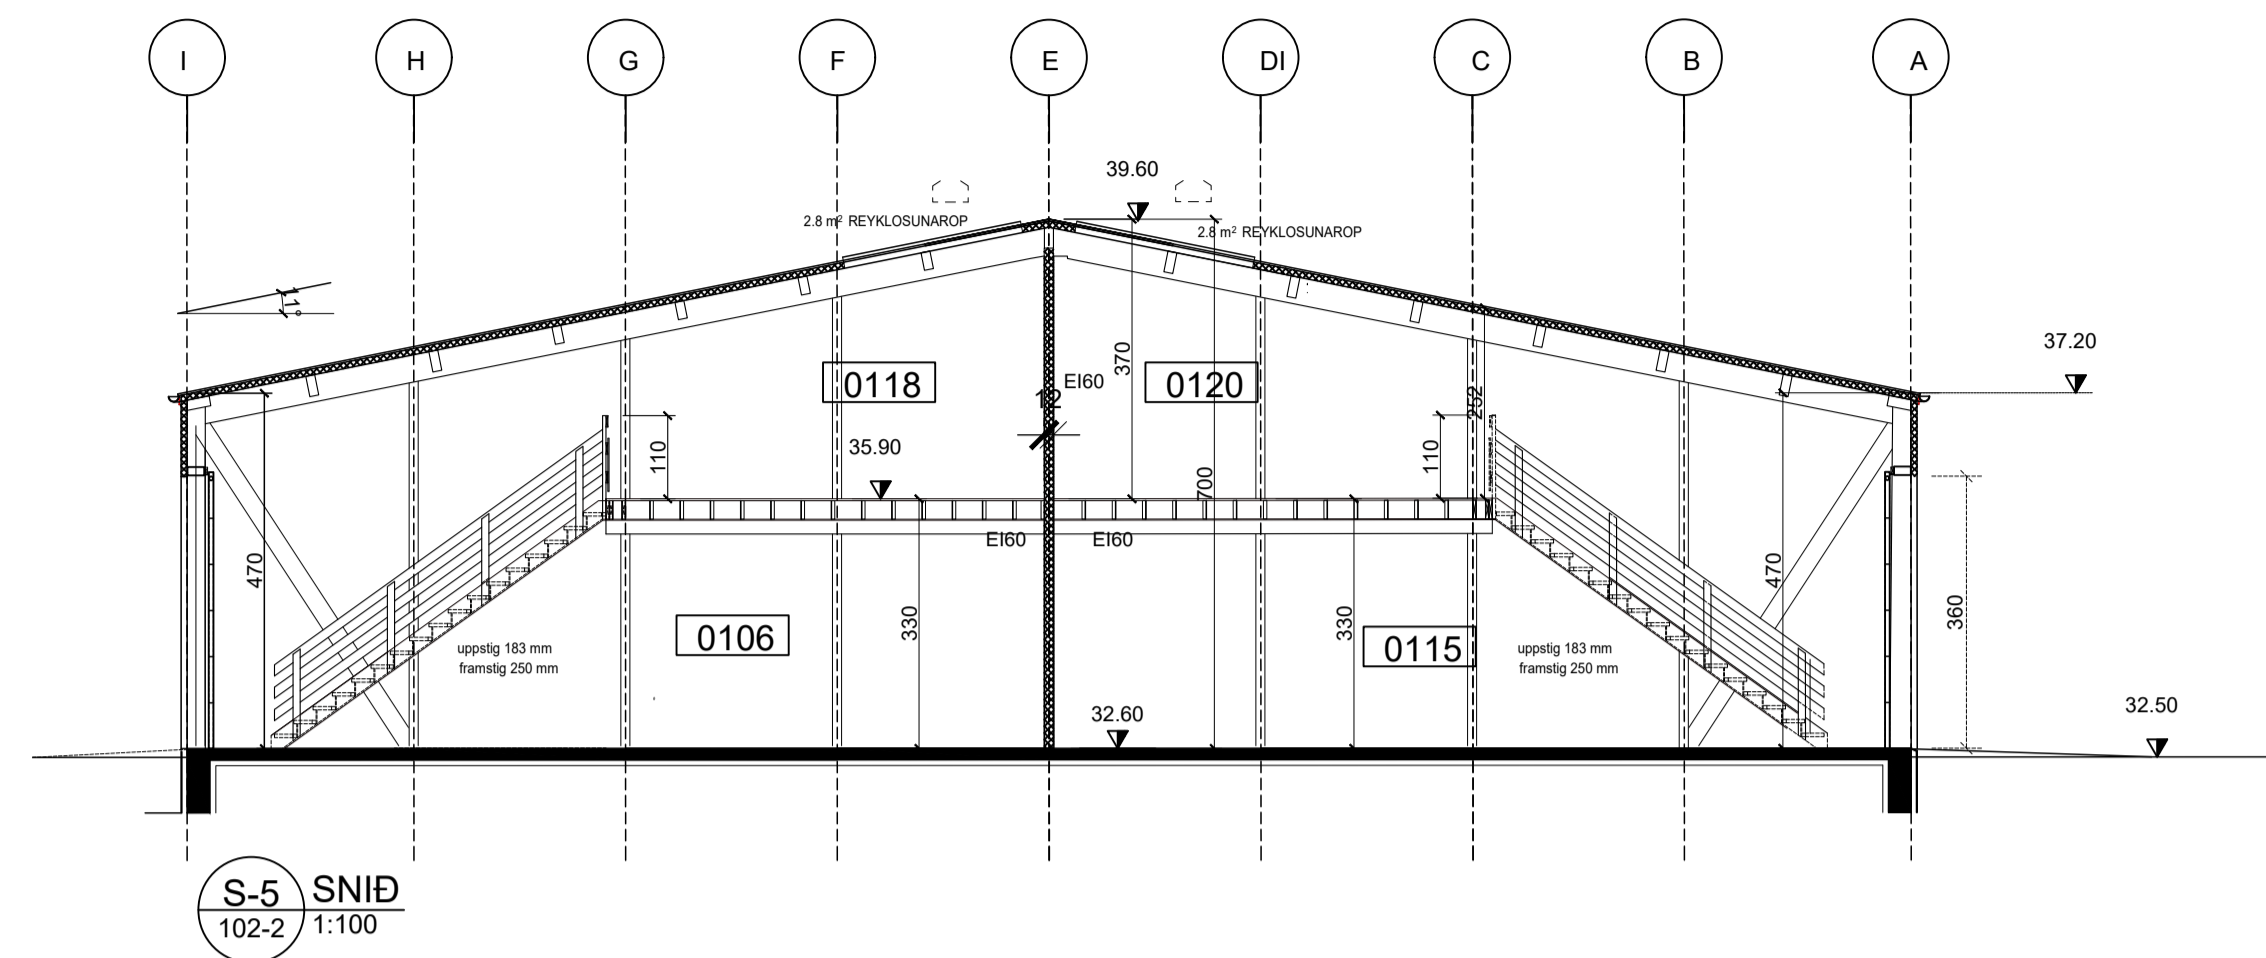 I H G F E DI C B A
39.60
2.8 m² REYKLOSUNAROP
2.8 m² REYKLOSUNAROP
11°
37.20
0118
370
EI60
0120
12
252
35.90
110
110
700
EI60
EI60
470
470
360
330
330
0106
0115
uppstig 183 mm
framstig 250 mm
uppstig 183 mm
framstig 250 mm
32.60
32.50
S-5
102-2
SNIÐ
1:100